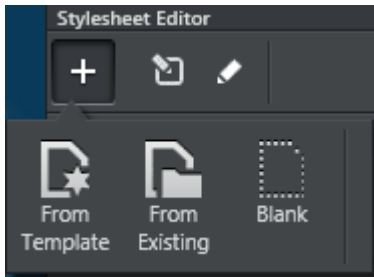 Stylesheet Editor
From
Template
From
Existing
Blank